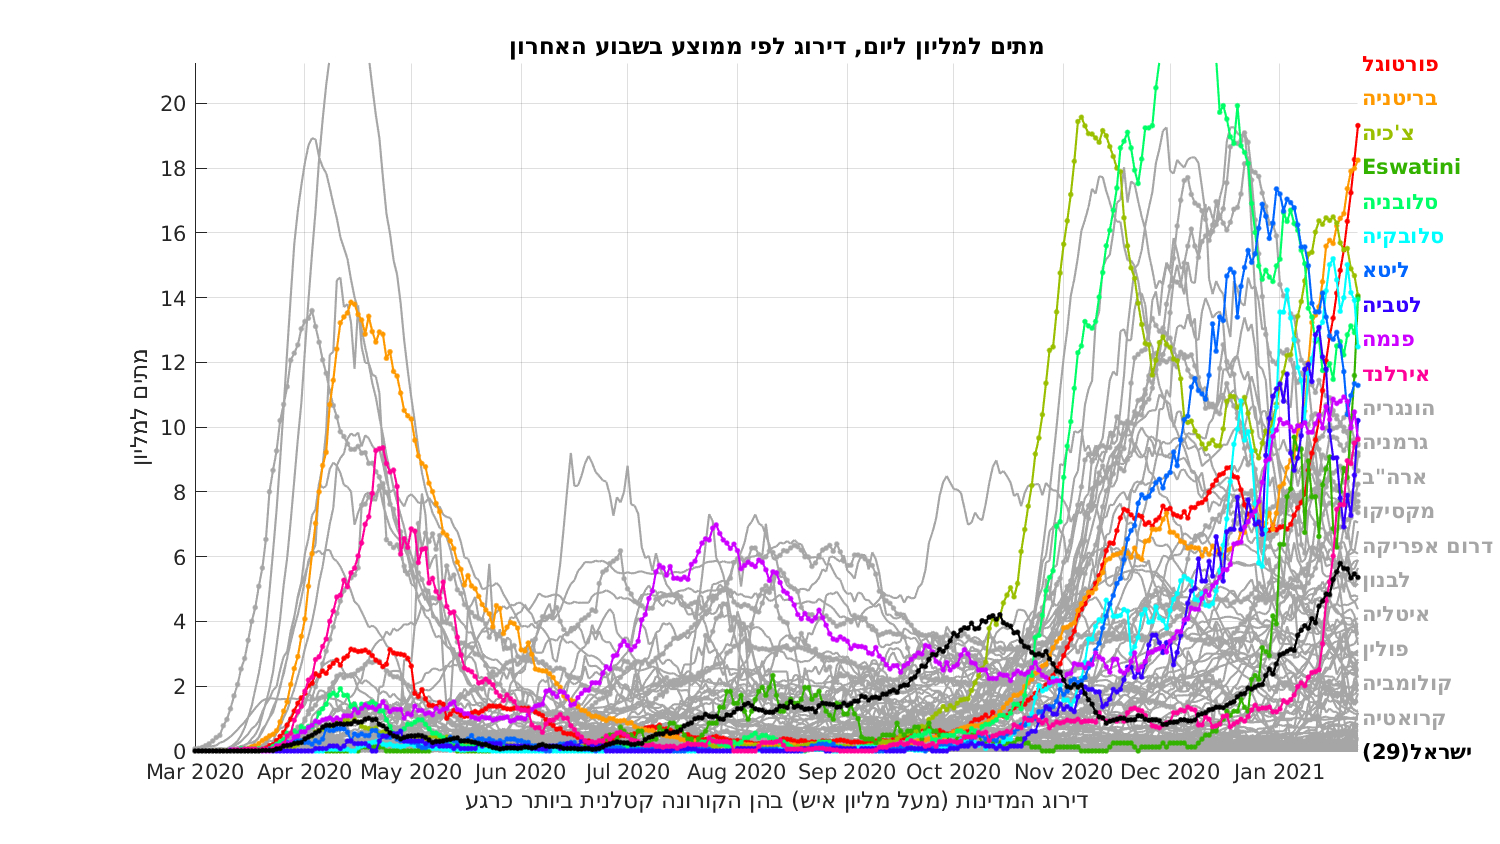 מתים למליון ליום, דירוג לפי ממוצע בשבוע האחרון
מתים למליון
20
18
16
14
12
10
8
6
4
2
0
Mar 2020
Apr 2020
May 2020
Jun 2020
Jul 2020
Aug 2020
Sep 2020
Oct 2020
Nov 2020
Dec 2020
Jan 2021
דירוג המדינות (מעל מליון איש) בהן הקורונה קטלנית ביותר כרגע
פורטוגל
בריטניה
צ'כיה
Eswatini
סלובניה
סלובקיה
ליטא
לטביה
פנמה
אירלנד
הונגריה
גרמניה
ארה"ב
מקסיקו
דרום אפריקה
לבנון
איטליה
פולין
קולומביה
קרואטיה
ישראל(29)